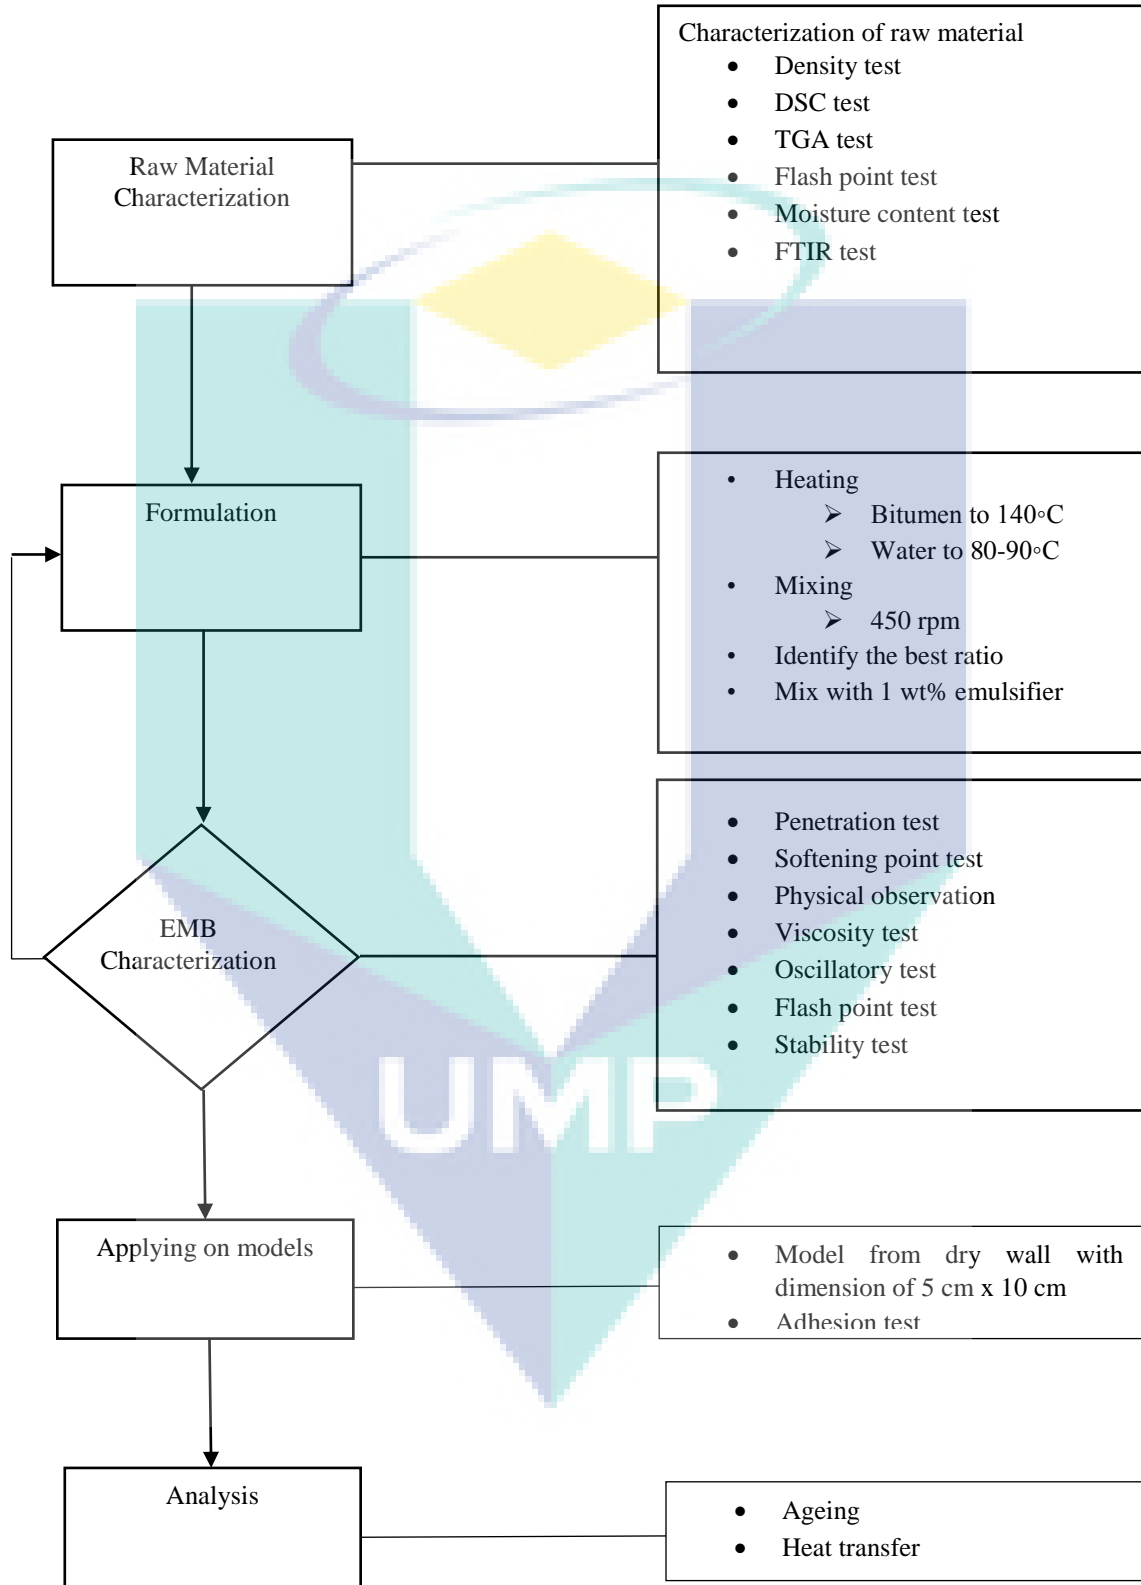 Characterization of raw material
• Density test
• DSC test
• TGA test
• Flash point test
• Moisture content test
• FTIR test
Raw Material
Characterization
Formulation
• Heating
➢ Bitumen to 140◦C
➢ Water to 80-90◦C
• Mixing
➢ 450 rpm
• Identify the best ratio
• Mix with 1 wt% emulsifier
EMB
Characterization
• Penetration test
• Softening point test
• Physical observation
• Viscosity test
• Oscillatory test
• Flash point test
• Stability test
UMP
Applying on models
• Model from dry wall with
dimension of 5 cm x 10 cm
• Adhesion test
Analysis
• Ageing
• Heat transfer